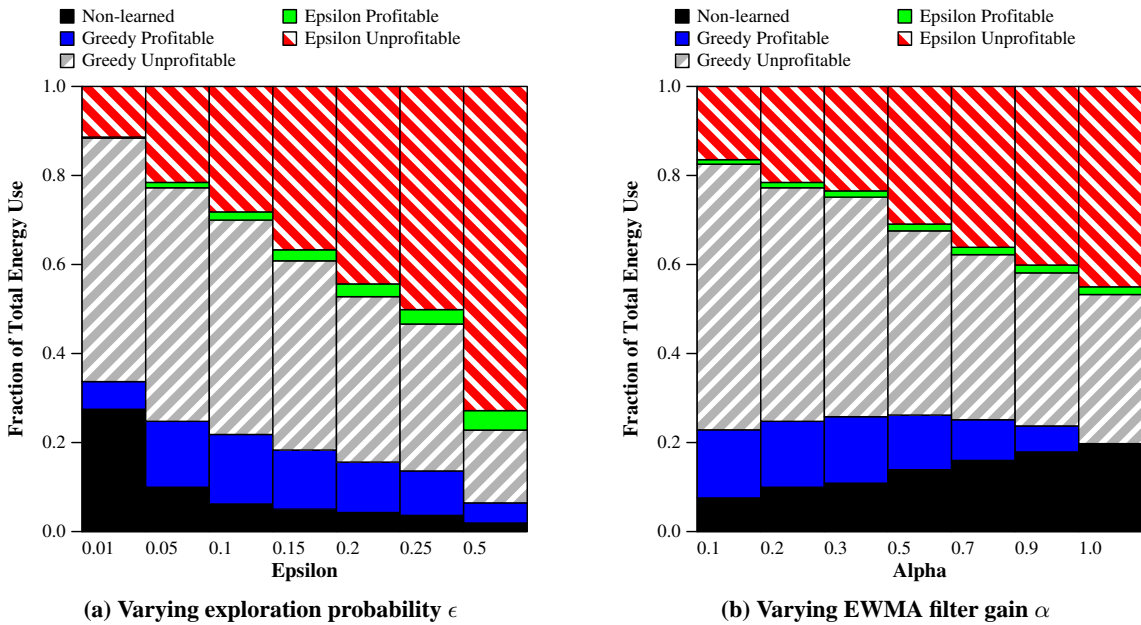 Non-learned
Greedy Profitable
Greedy Unprofitable
Epsilon Profitable
Epsilon Unprofitable
1.0
0.8
0.6
0.4
0.2
0.0
Fraction of Total Energy Use
0.01 0.05 0.1 0.15 0.2 0.25 0.5
Epsilon
(a) Varying exploration probability ϵ
Non-learned
Greedy Profitable
Greedy Unprofitable
Epsilon Profitable
Epsilon Unprofitable
1.0
0.8
0.6
0.4
0.2
0.0
Fraction of Total Energy Use
0.1 0.2 0.3 0.5 0.7 0.9 1.0
Alpha
(b) Varying EWMA filter gain α